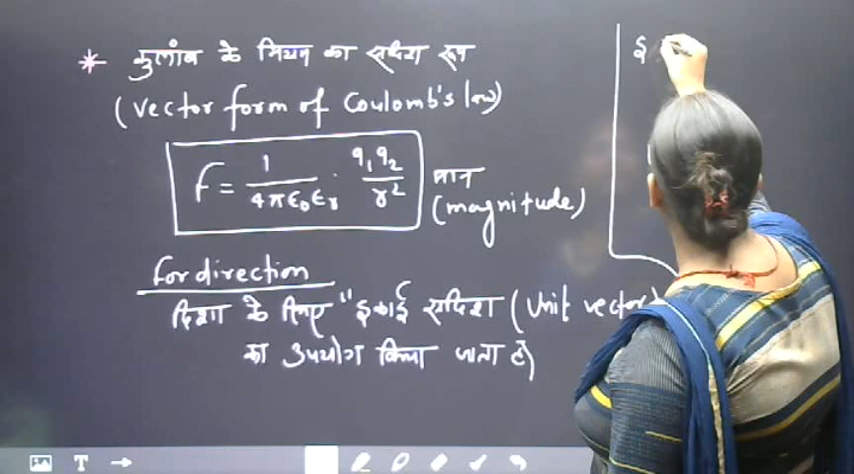 * कुलांब के नियम का सदिश रूप
(Vector form of Coulomb's law)
F = 1/4πϵ₀ϵᵣ · q₁q₂/r² मान
(magnitude)
For direction
दिशा के लिए "इकाई सदिश (Unit vector)
का उपयोग किया जाता है)
इ